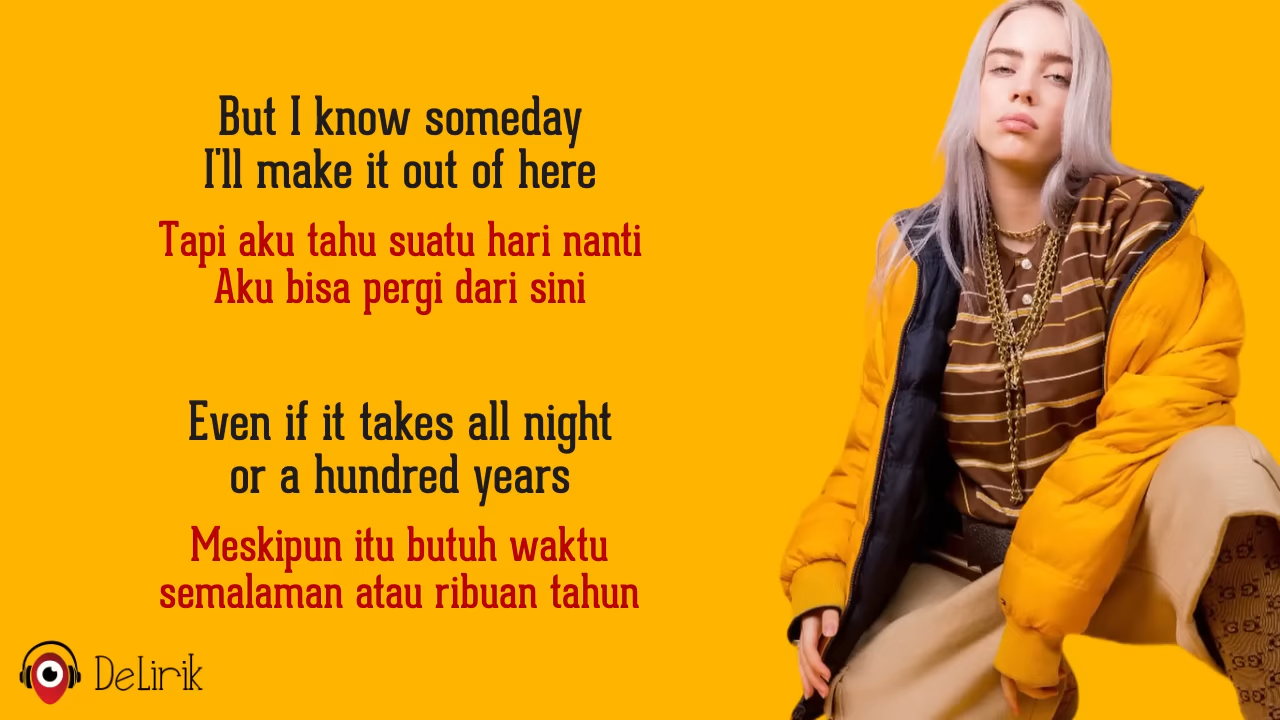 But I know someday
I'll make it out of here
Tapi aku tahu suatu hari nanti
Aku bisa pergi dari sini
Even if it takes all night
or a hundred years
Meskipun itu butuh waktu
semalaman atau ribuan tahun
DeLirik